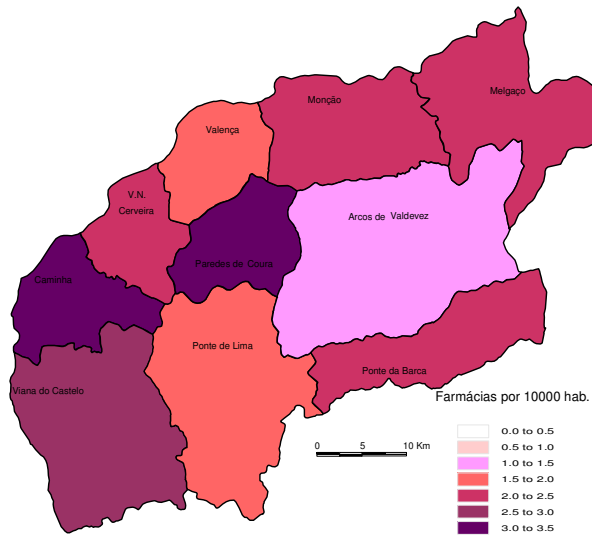 Melgaço
Monção
Valença
V.N.
Cerveira
Arcos de Valdevez
Paredes de Coura
Caminha
Ponte de Lima
Ponte da Barca
Viana do Castelo
Farmácias por 10000 hab.
0 5 10 Km
0.0 to 0.5
0.5 to 1.0
1.0 to 1.5
1.5 to 2.0
2.0 to 2.5
2.5 to 3.0
3.0 to 3.5